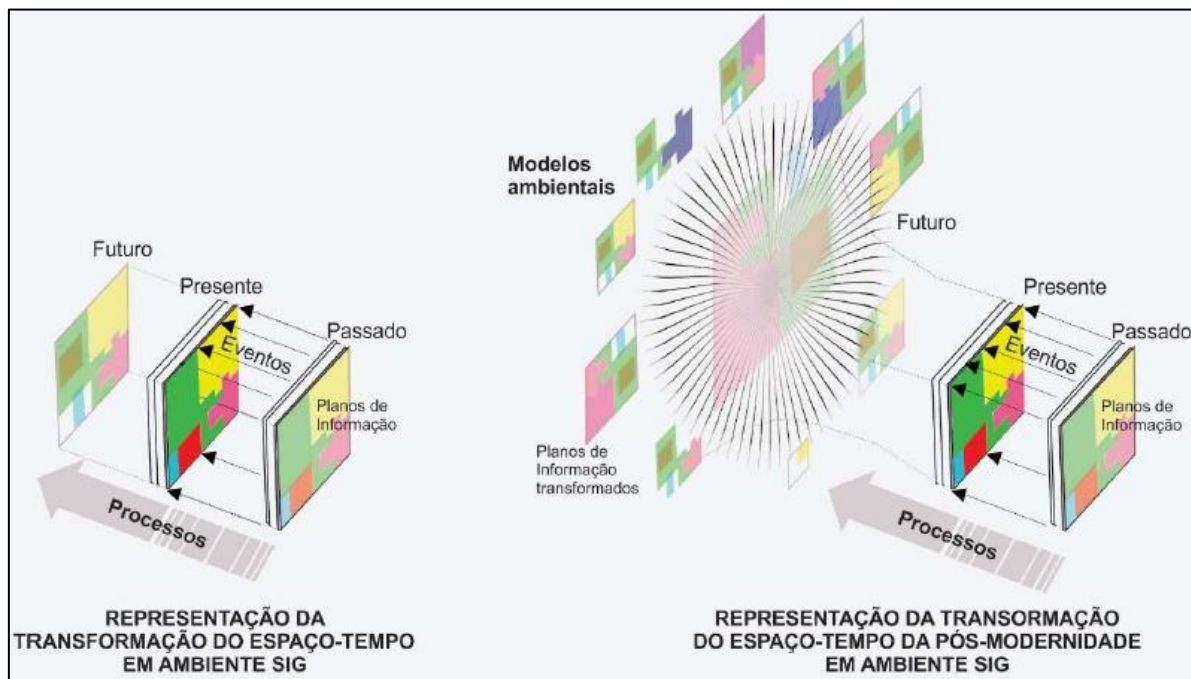 Futuro
Presente
Passado
Eventos
Planos de
Informação
Processos
REPRESENTAÇÃO DA
TRANSFORMAÇÃO DO ESPAÇO-TEMPO
EM AMBIENTE SIG
Modelos
ambientais
Futuro
Presente
Passado
Eventos
Planos de
Informação
Planos de
Informação
transformados
Processos
REPRESENTAÇÃO DA TRANSORMAÇÃO
DO ESPAÇO-TEMPO DA PÓS-MODERNIDADE
EM AMBIENTE SIG